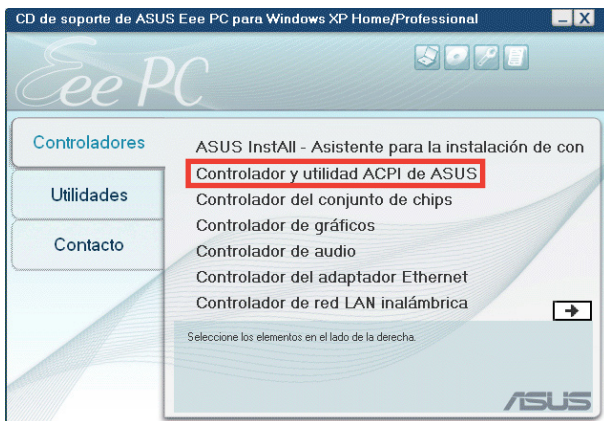 CD de soporte de ASUS Eee PC para Windows XP Home/Professional
Eee PC
Controladores
Utilidades
Contacto
ASUS InstAll - Asistente para la instalación de con
Controlador y utilidad ACPI de ASUS
Controlador del conjunto de chips
Controlador de gráficos
Controlador de audio
Controlador del adaptador Ethernet
Controlador de red LAN inalámbrica
Seleccione los elementos en el lado de la derecha.
ASUS